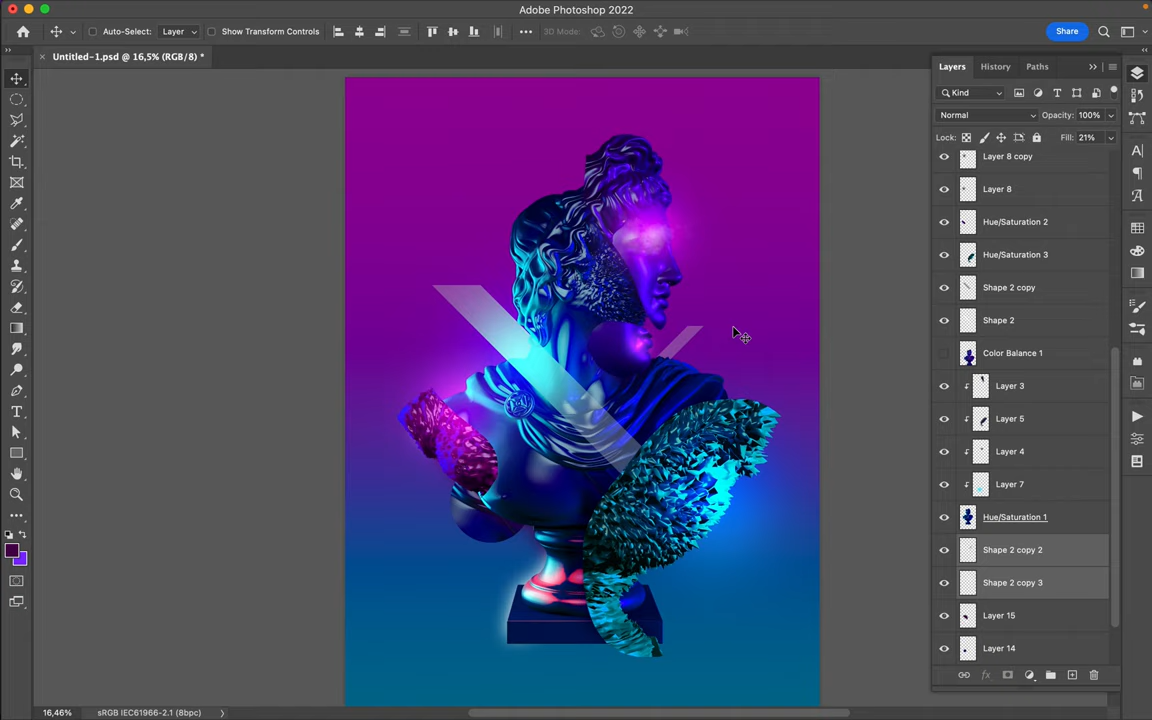 Adobe Photoshop 2022
Auto-Select: Layer Show Transform Controls 3D Mode: Share
Untitled-1.psd @ 16,5% (RGB/8) *
Layers History Paths
Kind
Normal Opacity: 100%
Lock: Fill: 21%
Layer 8 copy
Layer 8
Hue/Saturation 2
Hue/Saturation 3
Shape 2 copy
Shape 2
Color Balance 1
Layer 3
Layer 5
Layer 4
Layer 7
Hue/Saturation 1
Shape 2 copy 2
Shape 2 copy 3
Layer 15
Layer 14
16,46% sRGB IEC61966-2.1 (8bpc)